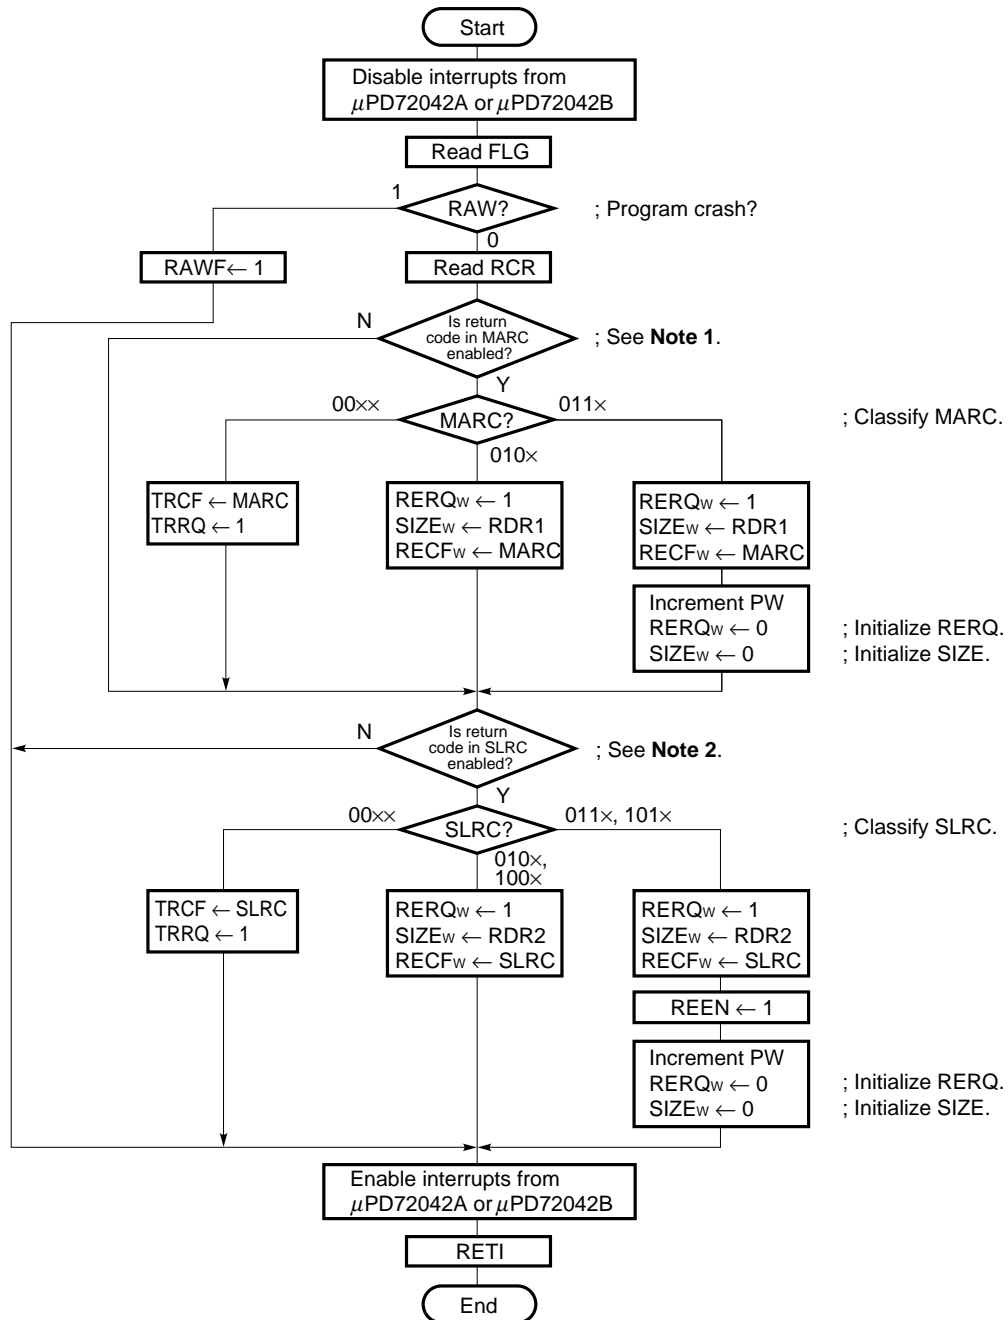 Start
Disable interrupts from
μPD72042A or μPD72042B
Read FLG
1
RAW?
; Program crash?
0
RAWF← 1
Read RCR
N
Is return
code in MARC
enabled?
; See Note 1.
Y
00××
MARC?
011×
; Classify MARC.
010×
TRCF ← MARC
TRRQ ← 1
RERQW ← 1
SIZEW ← RDR1
RECFW ← MARC
RERQW ← 1
SIZEW ← RDR1
RECFW ← MARC
Increment PW
RERQW ← 0
; Initialize RERQ.
SIZEW ← 0
; Initialize SIZE.
N
Is return
code in SLRC
enabled?
; See Note 2.
Y
00××
SLRC?
011×, 101×
; Classify SLRC.
010×,
100×
TRCF ← SLRC
TRRQ ← 1
RERQW ← 1
SIZEW ← RDR2
RECFW ← SLRC
RERQW ← 1
SIZEW ← RDR2
RECFW ← SLRC
REEN ← 1
Increment PW
RERQW ← 0
; Initialize RERQ.
SIZEW ← 0
; Initialize SIZE.
Enable interrupts from
μPD72042A or μPD72042B
RETI
End